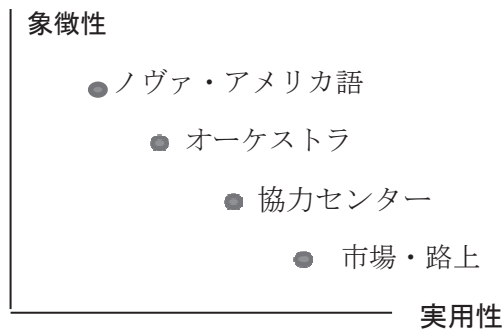 象徴性
ノヴァ・アメリカ語
オーケストラ
協力センター
市場・路上
実用性